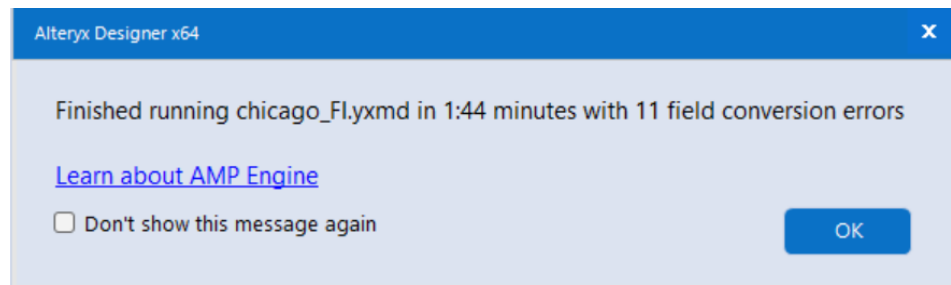 Alteryx Designer x64
x
Finished running chicago_FI.yxmd in 1:44 minutes with 11 field conversion errors
Learn about AMP Engine
Don't show this message again
OK